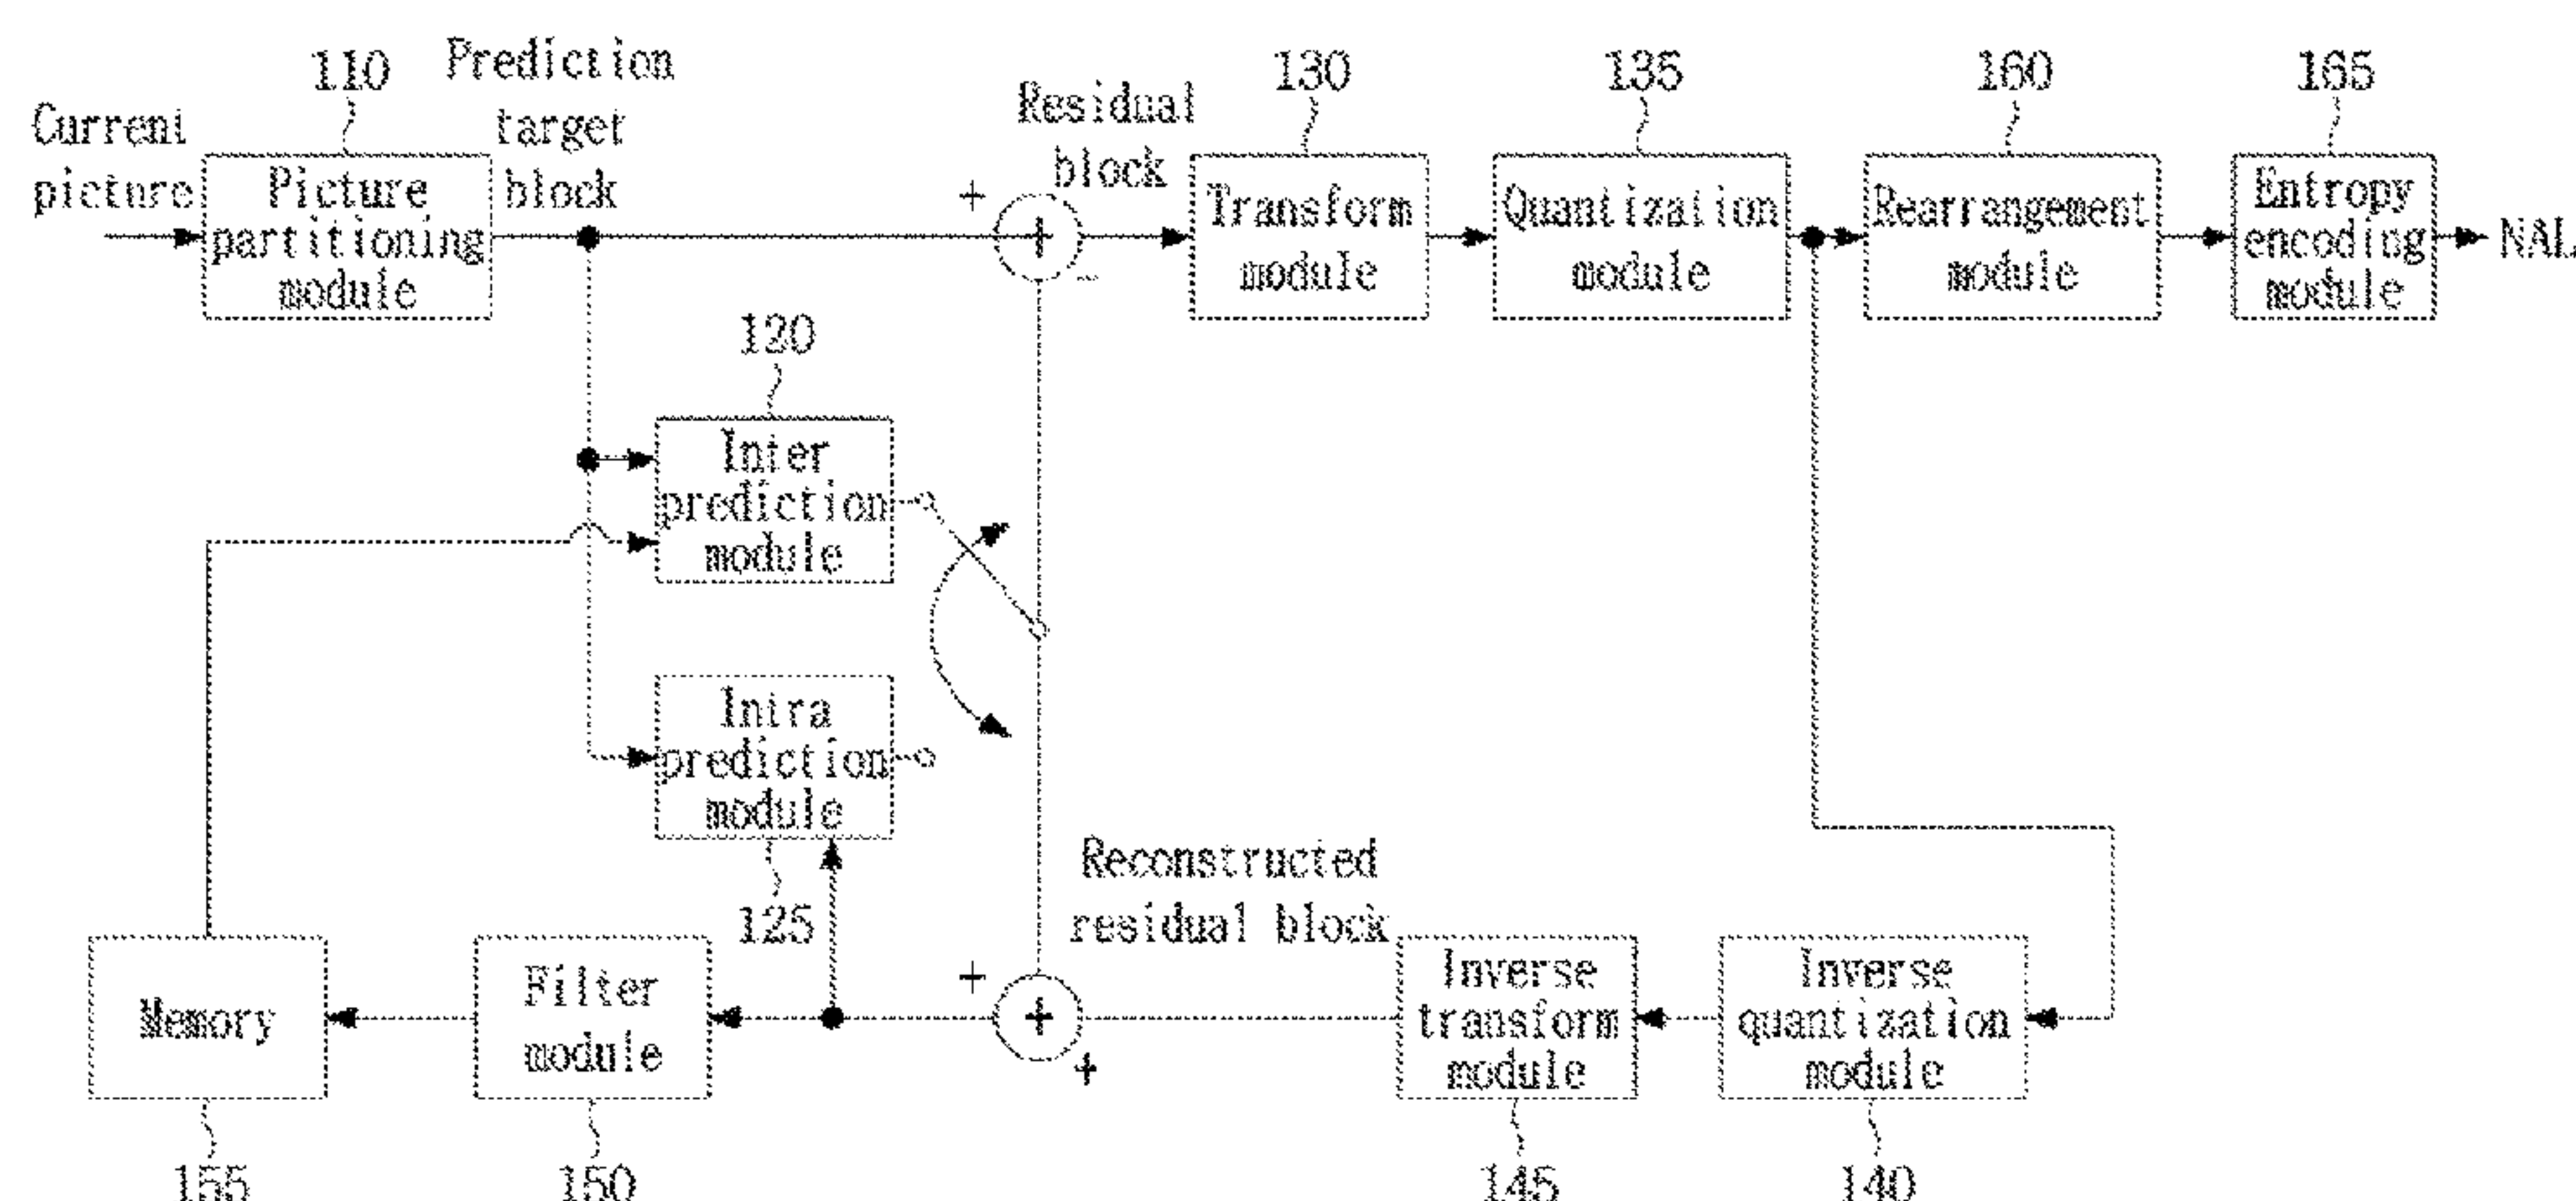 110
Prediction
target
block
Current
picture
Picture
partitioning
module
Residual
block
130
135
160
165
+
+
-
Transform
module
Quantization
module
Rearrangement
module
Entropy
encoding
module
NAL
120
Inter
prediction
module
Intra
prediction
module
125
Reconstructed
residual block
Memory
Filter
module
+
+
+
Inverse
transform
module
Inverse
quantization
module
155
150
145
140